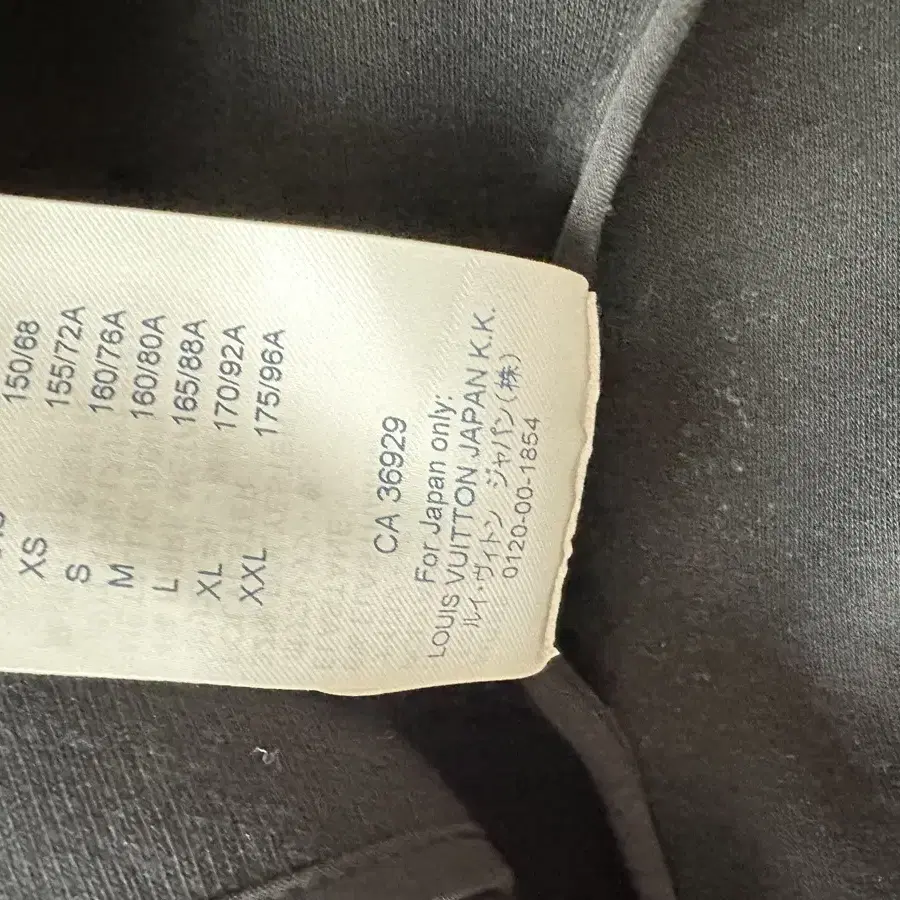 150/68
XS 155/72A
S 160/76A
M 160/80A
L 165/88A
XL 170/92A
XXL 175/96A
CA 36929
For Japan only:
LOUIS VUITTON JAPAN K.K.
ルイ・ヴィトン ジャパン(株)
0120-00-1854